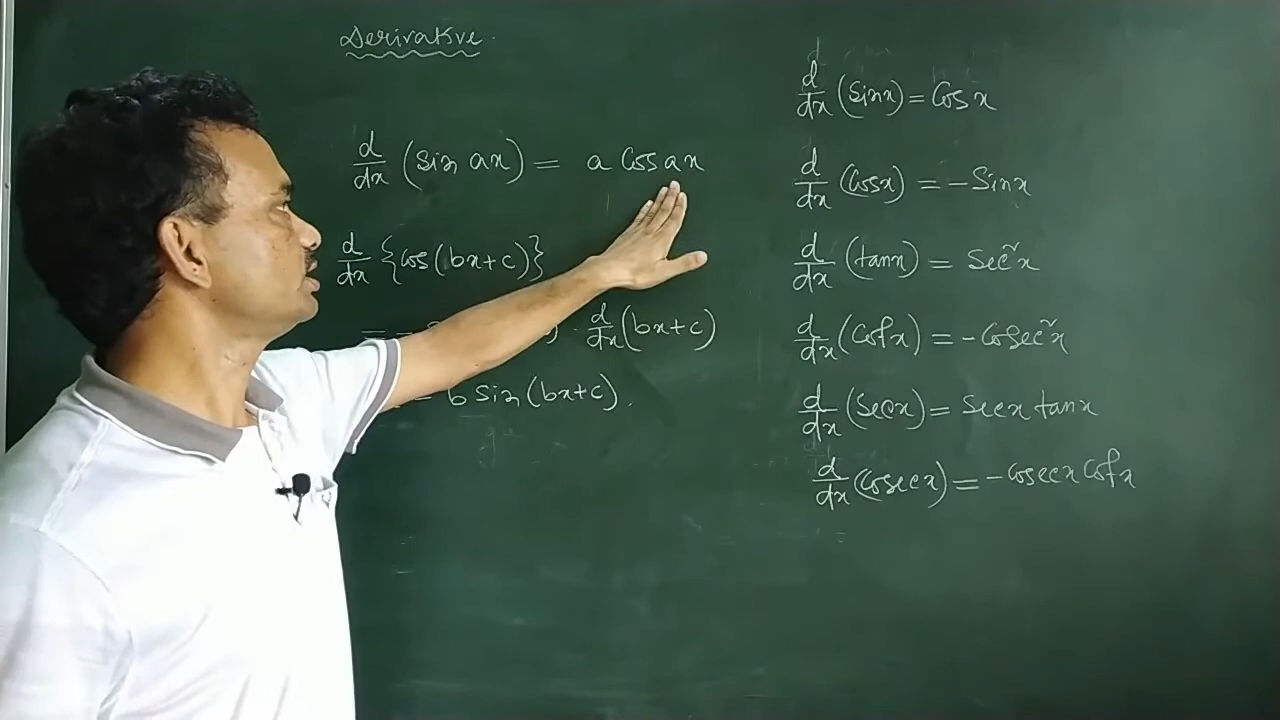 Derivative.
d/dx (sin ax) = a cos ax
d/dx {cos(bx+c)}
= - · d/dx (bx+c)
= b sin(bx+c).
d/dx (sinx) = cosx
d/dx (cosx) = -sinx
d/dx (tanx) = sec²x
d/dx (cotx) = -cosec²x
d/dx (secx) = secx tanx
d/dx (cosecx) = -cosecx cotx